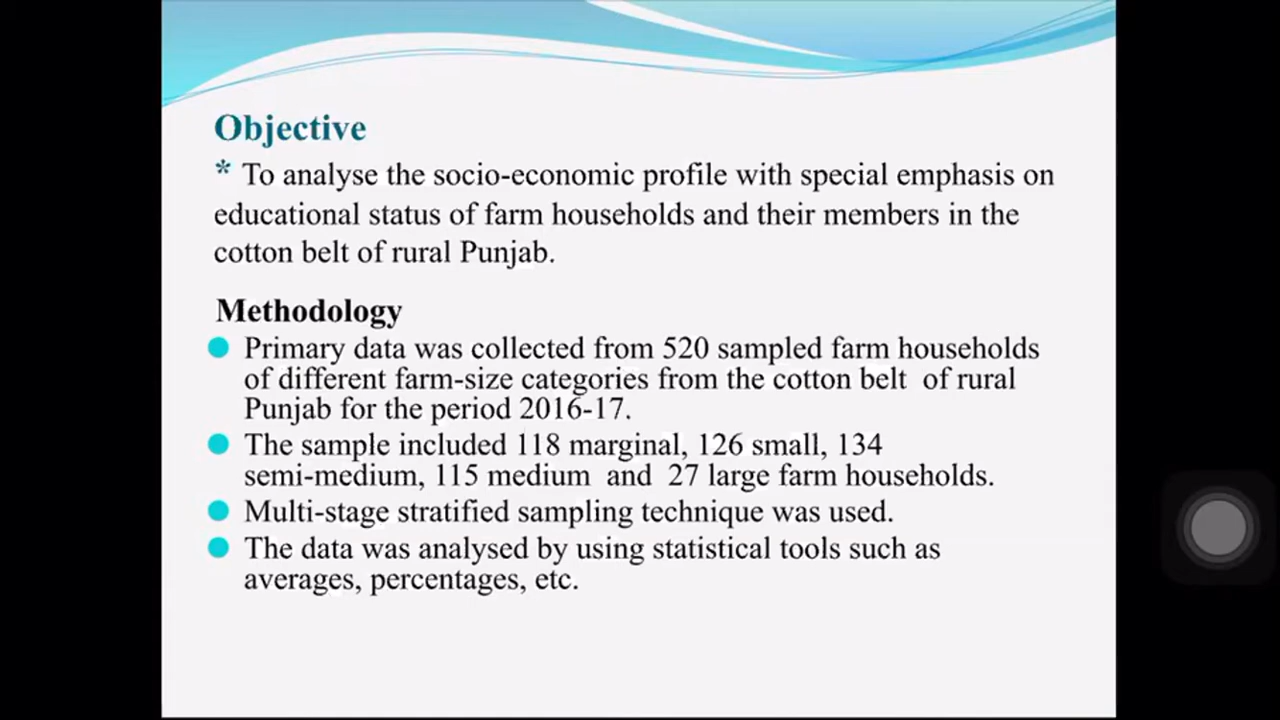 Objective
* To analyse the socio-economic profile with special emphasis on
educational status of farm households and their members in the
cotton belt of rural Punjab.
Methodology
Primary data was collected from 520 sampled farm households
of different farm-size categories from the cotton belt of rural
Punjab for the period 2016-17.
The sample included 118 marginal, 126 small, 134
semi-medium, 115 medium and 27 large farm households.
Multi-stage stratified sampling technique was used.
The data was analysed by using statistical tools such as
averages, percentages, etc.